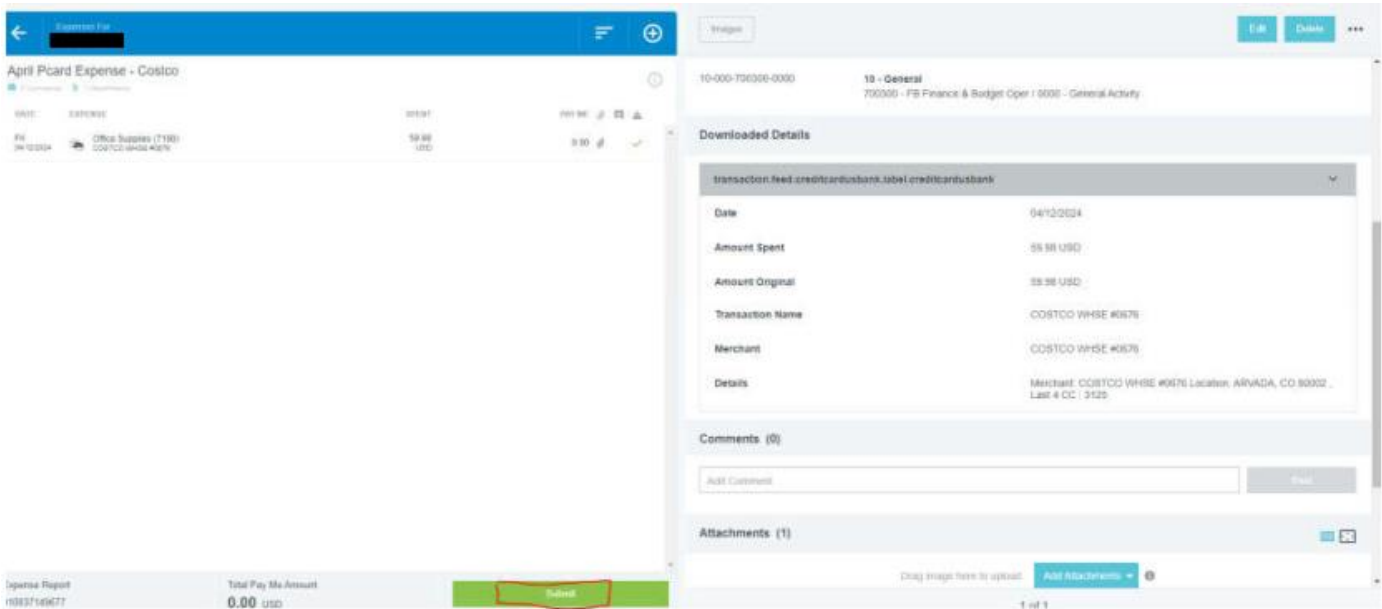 Expenses For
April Pcard Expense - Costco
DATE EXPENSE SPENT PAY ME
Fri
04/12/2024
Office Supplies (7100)
COSTCO WHSE #0676
59.98
USD
0.00
Expense Report
Total Pay Me Amount
0.00 USD
Submit
Images
Edit
Delete
10-000-700300-0000
10 - General
700300 - FB Finance & Budget Oper / 0000 - General Activity
Downloaded Details
transaction.feed.creditcardusbank.label.creditcardusbank
Date 04/12/2024
Amount Spent 59.98 USD
Amount Original 59.98 USD
Transaction Name COSTCO WHSE #0676
Merchant COSTCO WHSE #0676
Details Merchant: COSTCO WHSE #0676 Location: ARVADA, CO 80002 ,
Last 4 CC : 3120
Comments (0)
Add Comment
Post
Attachments (1)
Drag image here to upload
Add Attachments
1 of 1